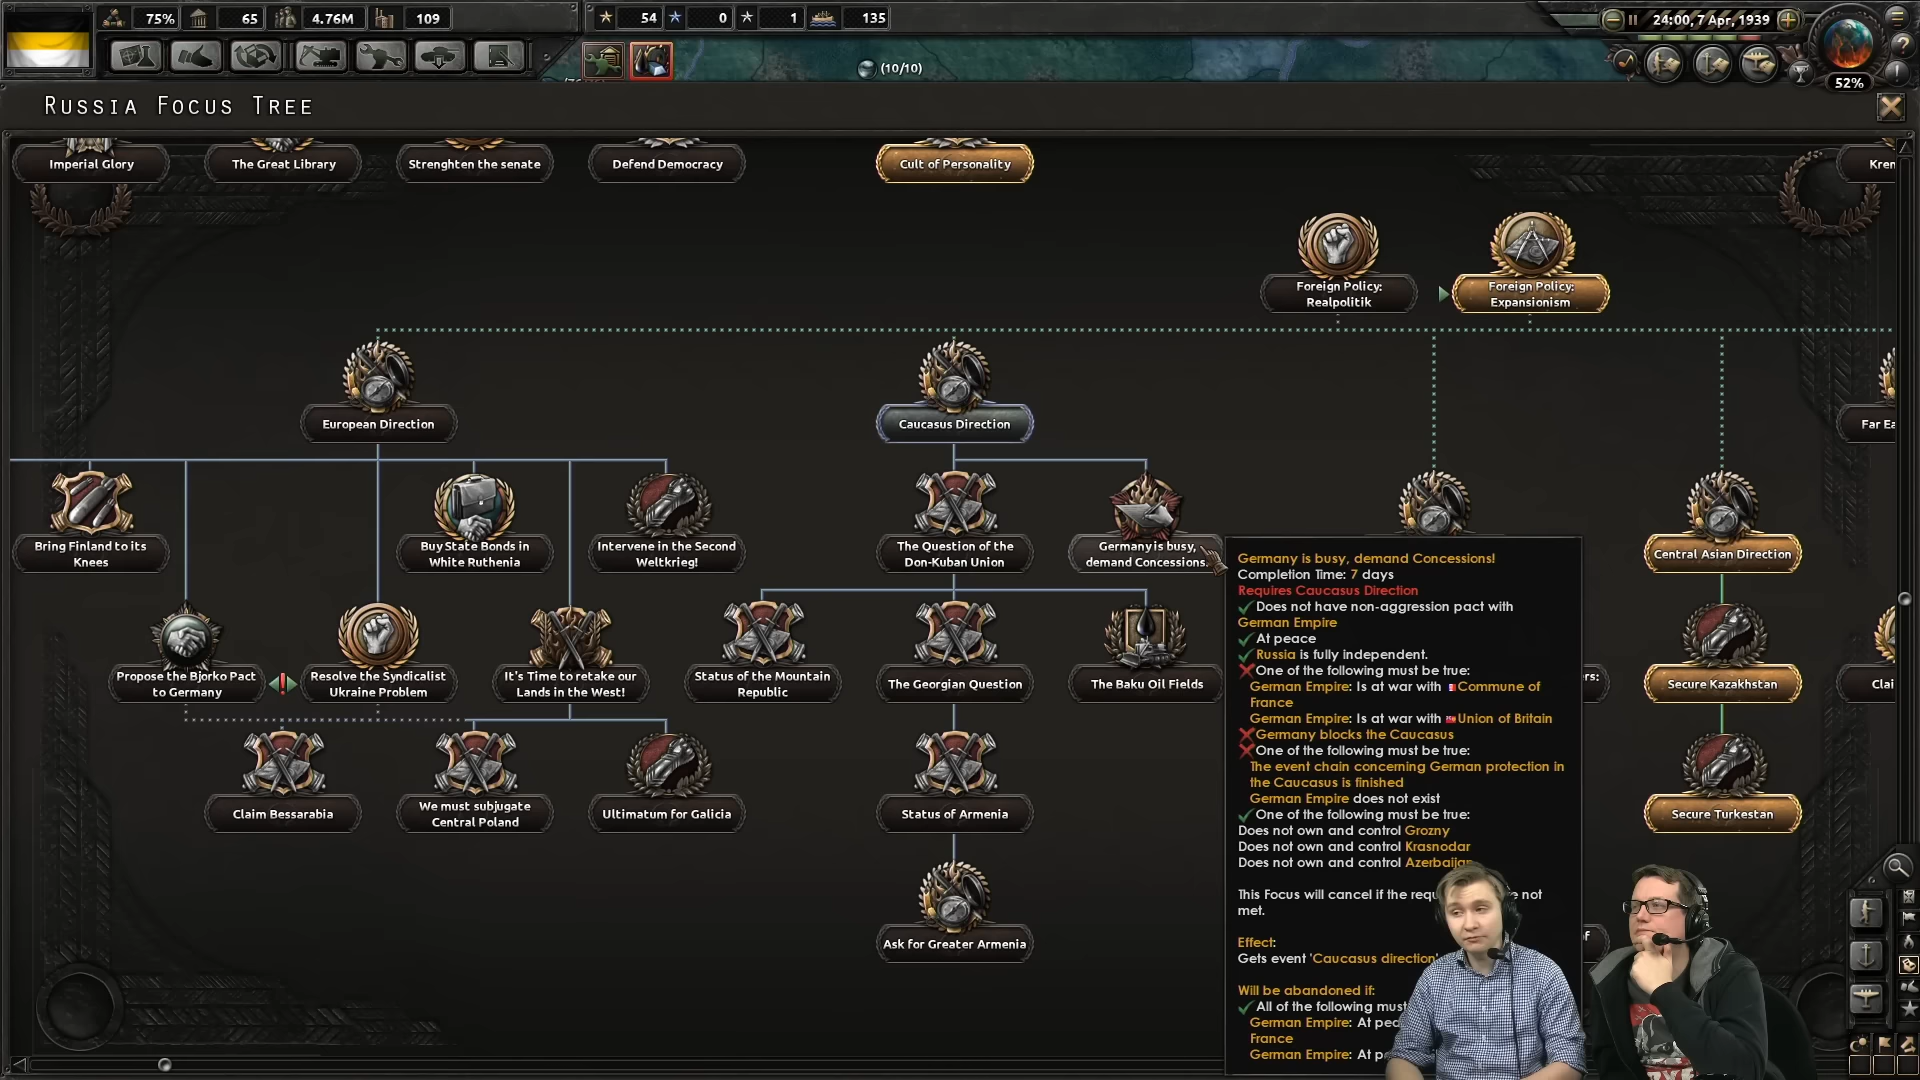 75%
65
4.76M
109
54
0
1
135
24:00, 7 Apr, 1939
(10/10)
52%
Russia Focus Tree
Imperial Glory
The Great Library
Strenghten the senate
Defend Democracy
Cult of Personality
Foreign Policy:
Realpolitik
Foreign Policy:
Expansionism
European Direction
Caucasus Direction
Bring Finland to its
Knees
Buy State Bonds in
White Ruthenia
Intervene in the Second
Weltkrieg!
The Question of the
Don-Kuban Union
Germany is busy,
demand Concessions!
Central Asian Direction
Propose the Bjorko Pact
to Germany
Resolve the Syndicalist
Ukraine Problem
It's Time to retake our
Lands in the West!
Status of the Mountain
Republic
The Georgian Question
The Baku Oil Fields
Secure Kazakhstan
Claim Bessarabia
We must subjugate
Central Poland
Ultimatum for Galicia
Status of Armenia
Secure Turkestan
Ask for Greater Armenia
Germany is busy, demand Concessions!
Completion Time: 7 days
Requires Caucasus Direction
Does not have non-aggression pact with
German Empire
At peace
Russia is fully independent.
One of the following must be true:
German Empire: Is at war with Commune of
France
German Empire: Is at war with Union of Britain
Germany blocks the Caucasus
One of the following must be true:
The event chain concerning German protection in
the Caucasus is finished
German Empire does not exist
One of the following must be true:
Does not own and control Grozny
Does not own and control Krasnodar
Does not own and control Azerbaijan
This Focus will cancel if the not
met.
Effect:
Gets event 'Caucasus direction'
Will be abandoned if:
All of the following must
German Empire: At
France
German Empire: At